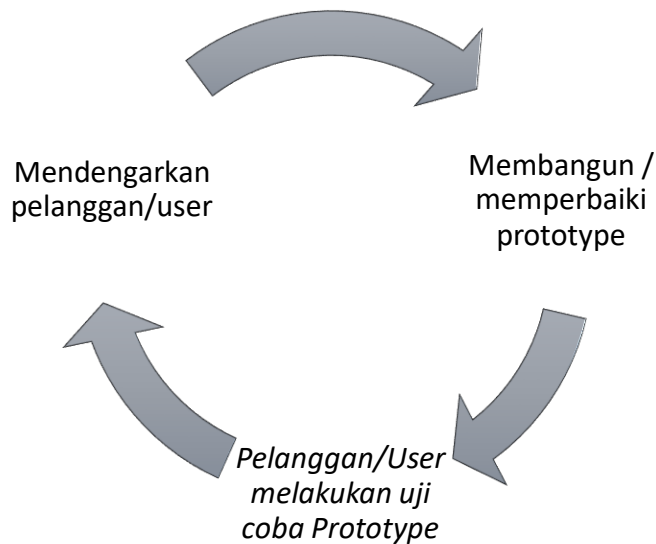 Mendengarkan
pelanggan/user
Membangun /
memperbaiki
prototype
Pelanggan/User
melakukan uji
coba Prototype